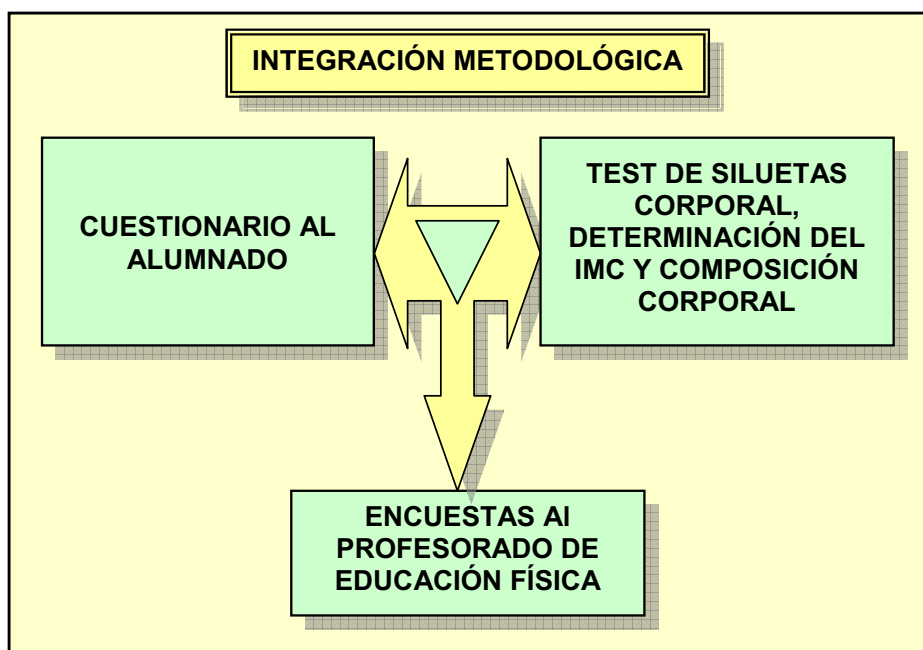 INTEGRACIÓN METODOLÓGICA
CUESTIONARIO AL
ALUMNADO
TEST DE SILUETAS
CORPORAL,
DETERMINACIÓN DEL
IMC Y COMPOSICIÓN
CORPORAL
ENCUESTAS Al
PROFESORADO DE
EDUCACIÓN FÍSICA